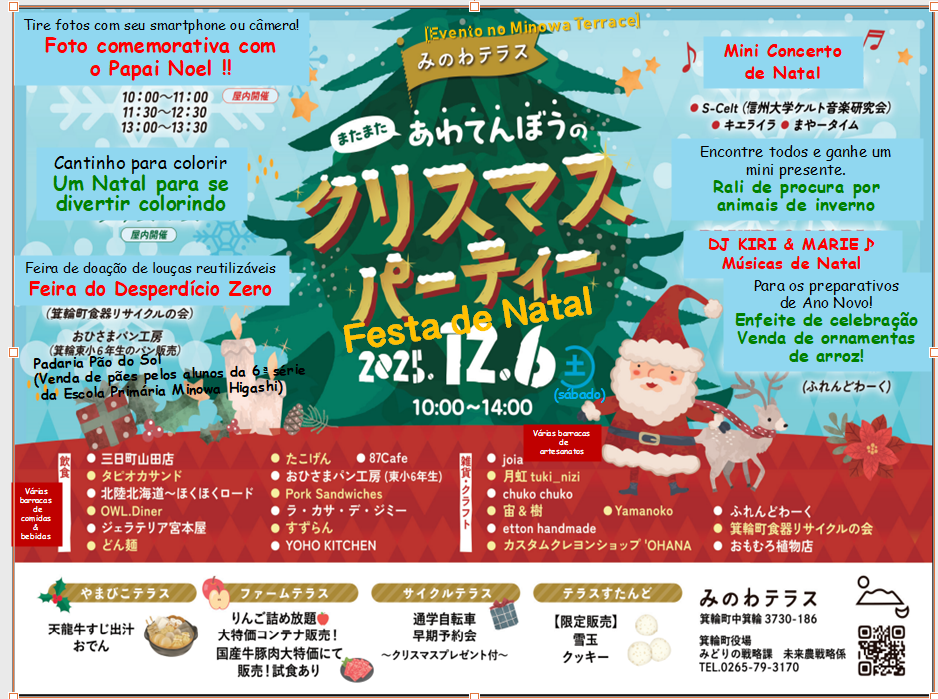 Tire fotos com seu smartphone ou câmera!
Foto comemorativa com
o Papai Noel !!
10:00～11:00
11:30～12:30
13:00～13:30
屋内開催
Cantinho para colorir
Um Natal para se
divertir colorindo
屋内開催
Feira de doação de louças reutilizáveis
Feira do Desperdício Zero
(箕輪町食器リサイクルの会)
おひさまパン工房
(箕輪東小6年生のパン販売)
Padaria Pão do Sol
(Venda de pães pelos alunos da 6ª série
da Escola Primária Minowa Higashi)
[Evento no Minowa Terrace]
みのわテラス
またまた
あわてんぼうの
クリスマス
パーティー
Festa de Natal
2025. 12.6 土
(sábado)
10:00～14:00
Mini Concerto
de Natal
S-Celt (信州大学ケルト音楽研究会)
キエライラ
まやータイム
Encontre todos e ganhe um
mini presente.
Rali de procura por
animais de inverno
DJ KIRI & MARIE♪
Músicas de Natal
Para os preparativos
de Ano Novo!
Enfeite de celebração
Venda de ornamentas
de arroz!
(ふれんどわーく)
Várias barracas
de
artesanatos
Várias
barracas
de
comidas
&
bebidas
飲食
三日町山田店
タピオカサンド
北陸北海道～ほくほくロード
OWL.Diner
ジェラテリア宮本屋
どん麺
たこげん
87Cafe
おひさまパン工房 (東小6年生)
Pork Sandwiches
ラ・カサ・デ・ジミー
すずらん
YOHO KITCHEN
雑貨・クラフト
joia
月虹 tuki_nizi
chuko chuko
宙 & 樹
Yamanoko
etton handmade
カスタムクレヨンショップ 'OHANA
ふれんどわーく
箕輪町食器リサイクルの会
おもむろ植物店
やまびこテラス
天龍牛すじ出汁
おでん
ファームテラス
りんご詰め放題
大特価コンテナ販売！
国産牛豚肉大特価にて
販売！試食あり
サイクルテラス
通学自転車
早期予約会
～クリスマスプレゼント付～
テラスすたんど
【限定販売】
雪玉
クッキー
みのわテラス
箕輪町中箕輪 3730-186
箕輪町役場
みどりの戦略課 未来農戦略係
TEL.0265-79-3170